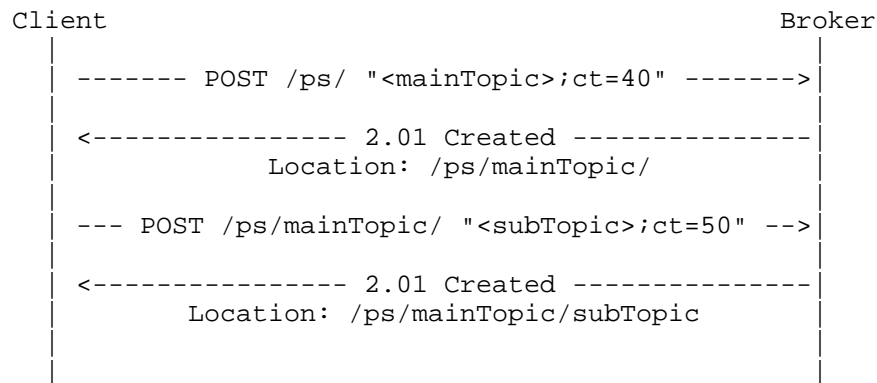 Client Broker
------- POST /ps/ "<mainTopic>;ct=40" ------->
<---------------- 2.01 Created ---------------
Location: /ps/mainTopic/
--- POST /ps/mainTopic/ "<subTopic>;ct=50" -->
<---------------- 2.01 Created ---------------
Location: /ps/mainTopic/subTopic